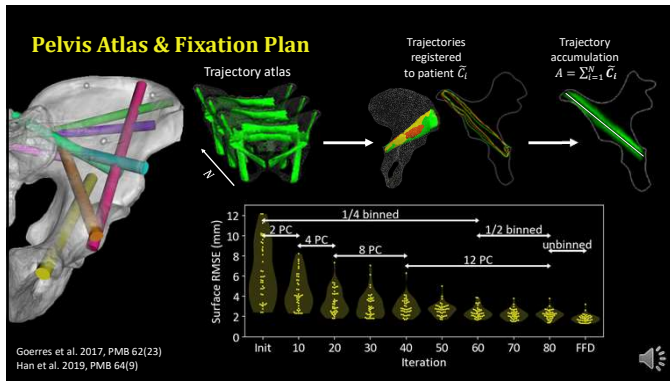 Pelvis Atlas & Fixation Plan
Trajectory atlas
Trajectories
registered
to patient C̃ᵢ
Trajectory
accumulation
A = ∑ᵢ₌₁ᴺ C̃ᵢ
N
Surface RMSE (mm)
12
10
8
6
4
2
0
1/4 binned
2 PC
4 PC
8 PC
1/2 binned
12 PC
unbinned
Init 10 20 30 40 50 60 70 80 FFD
Iteration
Goerres et al. 2017, PMB 62(23)
Han et al. 2019, PMB 64(9)